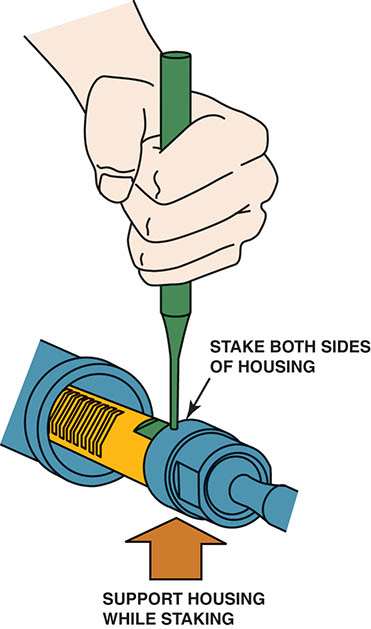 STAKE BOTH SIDES
OF HOUSING
SUPPORT HOUSING
WHILE STAKING